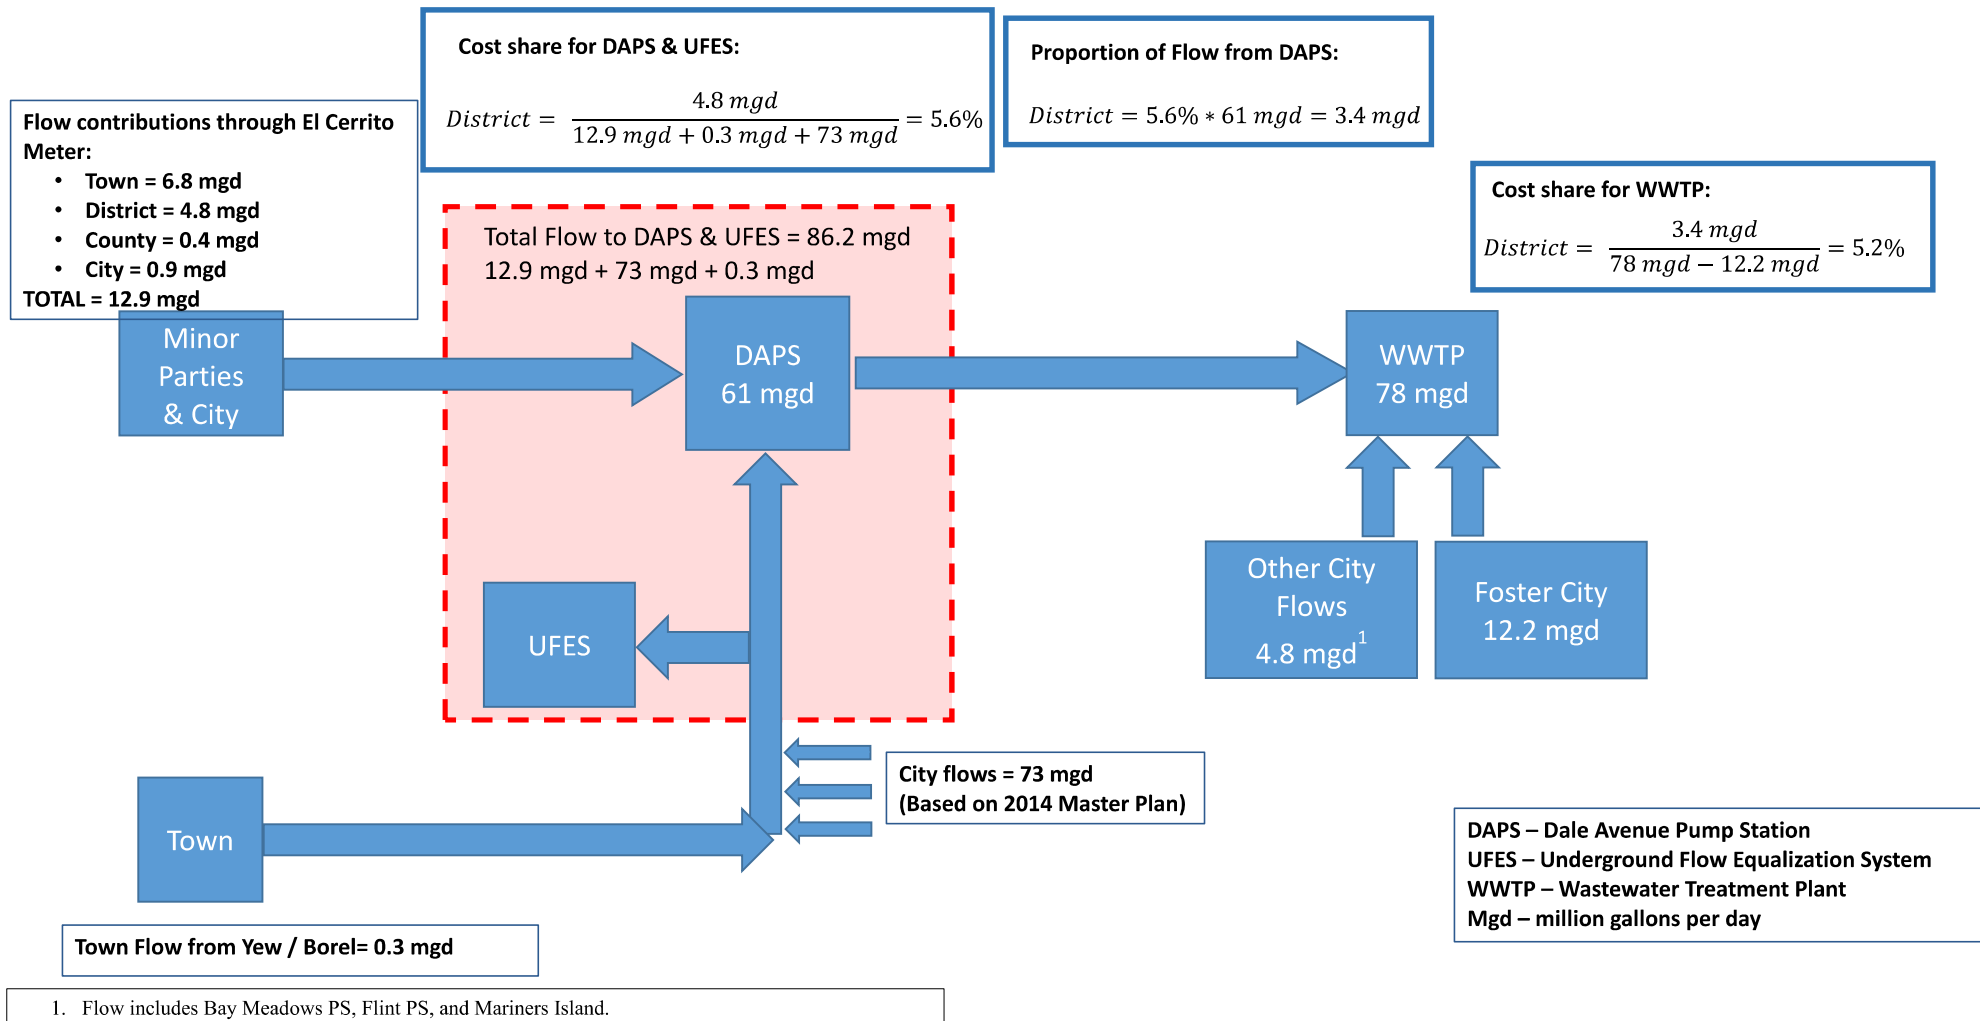 Cost share for DAPS & UFES:
District = 4.8 mgd / 12.9 mgd + 0.3 mgd + 73 mgd = 5.6%
Proportion of Flow from DAPS:
District = 5.6% * 61 mgd = 3.4 mgd
Flow contributions through El Cerrito
Meter:
• Town = 6.8 mgd
• District = 4.8 mgd
• County = 0.4 mgd
• City = 0.9 mgd
TOTAL = 12.9 mgd
Cost share for WWTP:
District = 3.4 mgd / 78 mgd − 12.2 mgd = 5.2%
Total Flow to DAPS & UFES = 86.2 mgd
12.9 mgd + 73 mgd + 0.3 mgd
Minor
Parties
& City
DAPS
61 mgd
WWTP
78 mgd
UFES
Other City
Flows
4.8 mgd1
Foster City
12.2 mgd
City flows = 73 mgd
(Based on 2014 Master Plan)
Town
Town Flow from Yew / Borel= 0.3 mgd
DAPS – Dale Avenue Pump Station
UFES – Underground Flow Equalization System
WWTP – Wastewater Treatment Plant
Mgd – million gallons per day
1. Flow includes Bay Meadows PS, Flint PS, and Mariners Island.